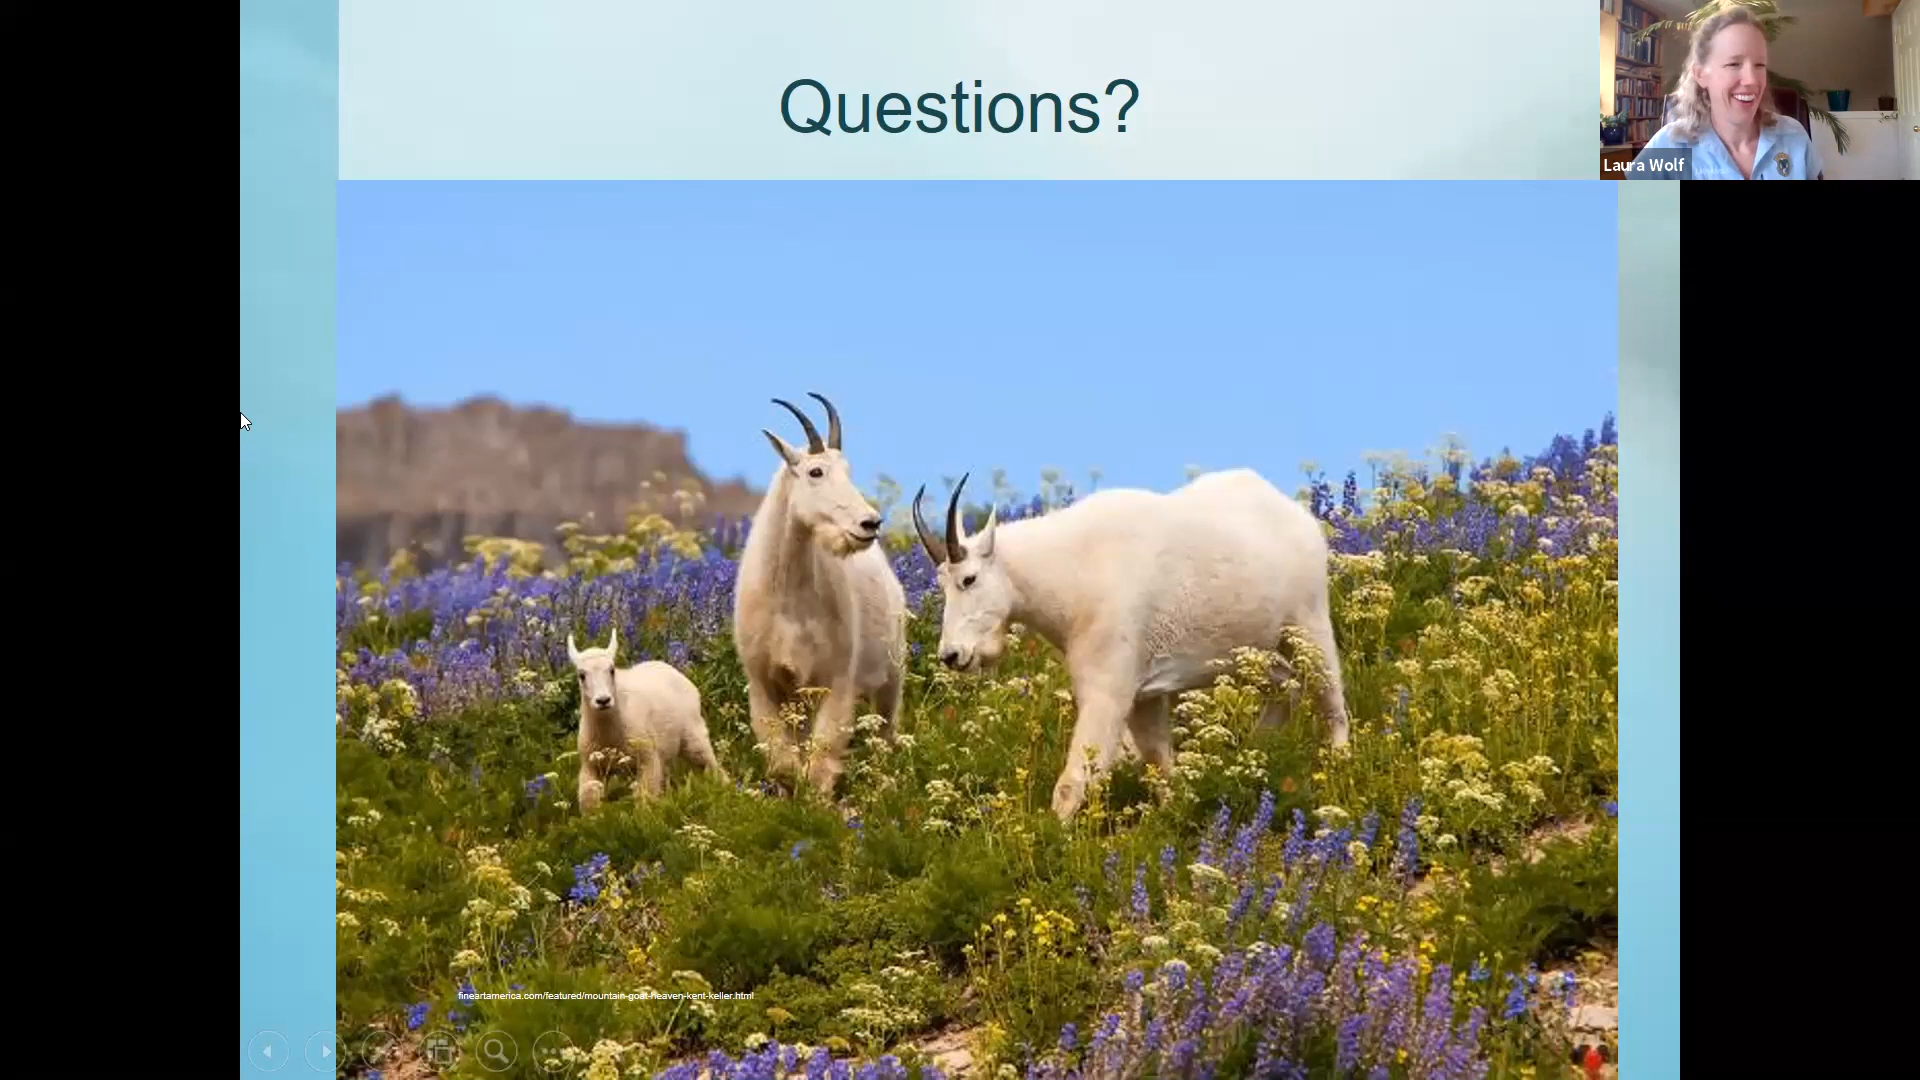 Questions?
Laura Wolf
fineartamerica.com/featured/mountain-goat-heaven-kent-keller.html